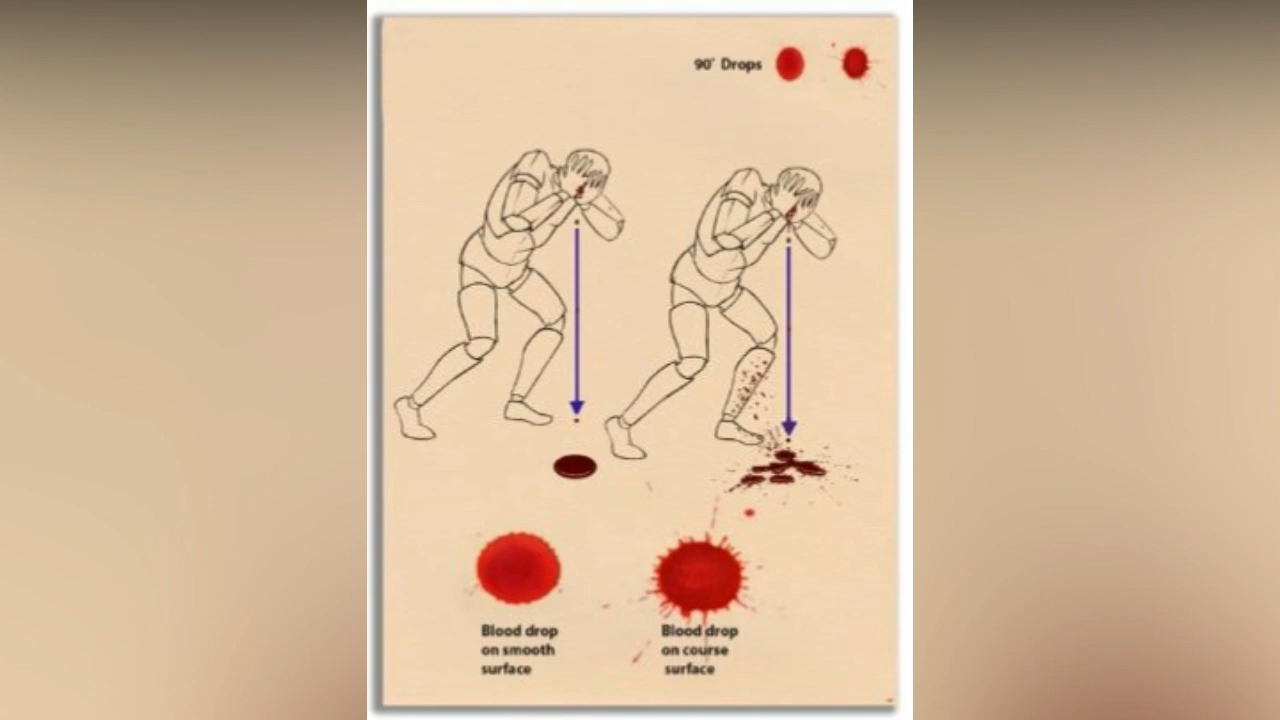 90° Drops
Blood drop
on smooth
surface
Blood drop
on course
surface